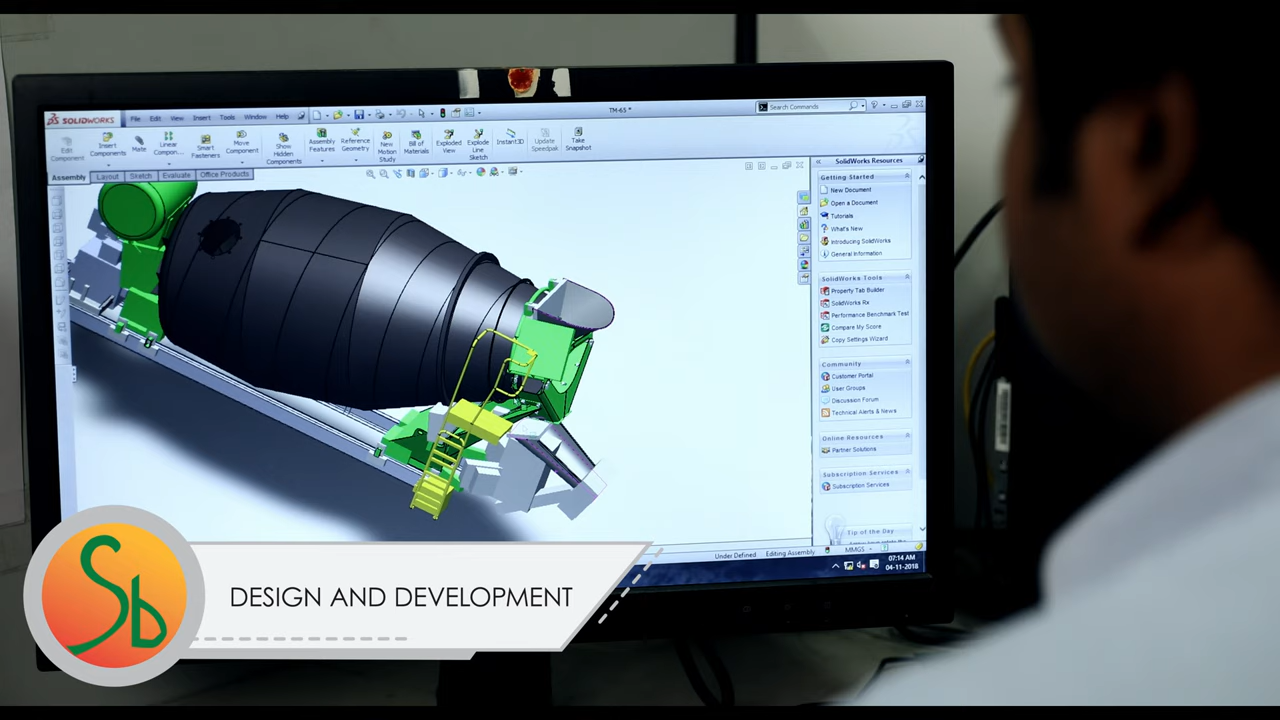 SOLIDWORKS File Edit View Insert Tools Window Help
TM-65 *
Search Commands
Edit Component
Insert Components
Mate
Linear Compon...
Smart Fasteners
Move Component
Show Hidden Components
Assembly Features
Reference Geometry
New Motion Study
Bill of Materials
Exploded View
Explode Line Sketch
Instant3D
Update Speedpak
Take Snapshot
Assembly Layout Sketch Evaluate Office Products
SolidWorks Resources
Getting Started
New Document
Open a Document
Tutorials
What's New
Introducing SolidWorks
General Information
SolidWorks Tools
Property Tab Builder
SolidWorks Rx
Performance Benchmark Test
Compare My Score
Copy Settings Wizard
Community
Customer Portal
User Groups
Discussion Forum
Technical Alerts & News
Online Resources
Partner Solutions
Subscription Services
Subscription Services
Tip of the Day
Under Defined Editing Assembly MMGS
07:14 AM
04-11-2018
Sb
DESIGN AND DEVELOPMENT